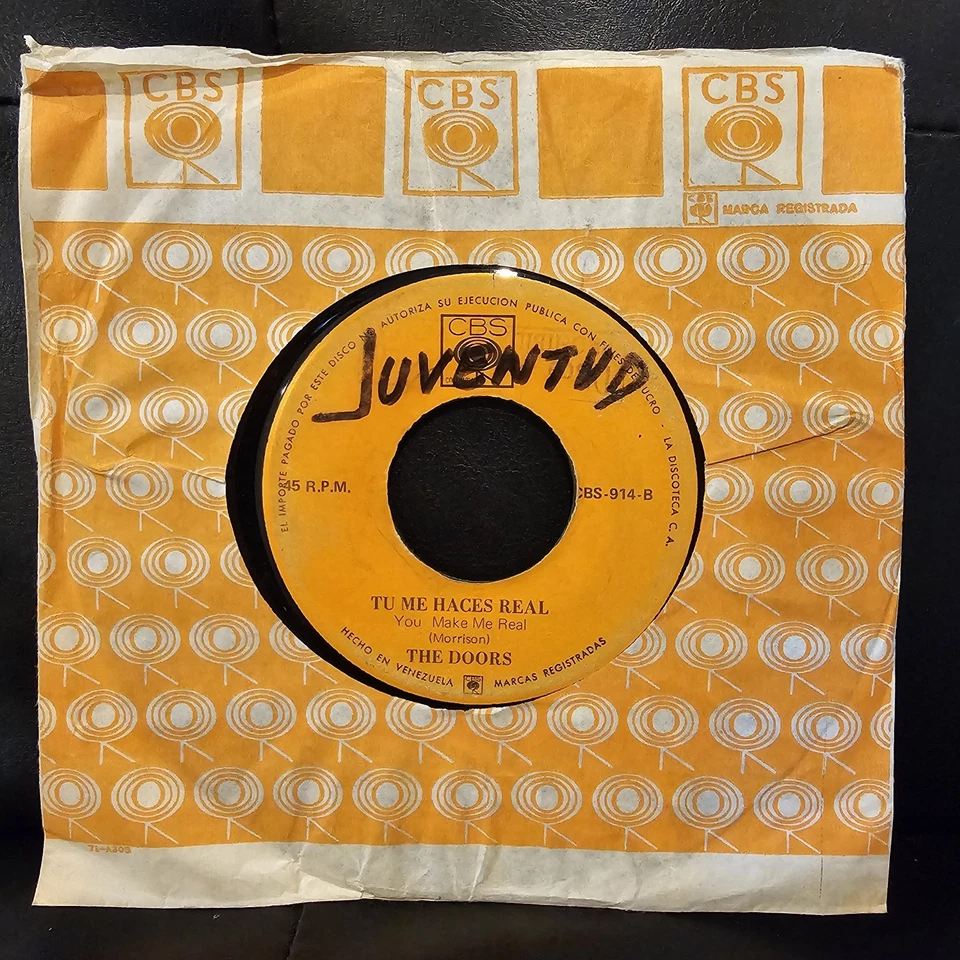 CBS
CBS
CBS
CBS
MARCA REGISTRADA
EL IMPORTE PAGADO POR ESTE DISCO NO AUTORIZA SU EJECUCION PUBLICA CON FINES DE LUCRO - LA DISCOTECA C. A.
CBS
JUVENTUD
45 R.P.M.
CBS-914-B
TU ME HACES REAL
You Make Me Real
(Morrison)
THE DOORS
HECHO EN VENEZUELA
CBS
MARCAS REGISTRADAS